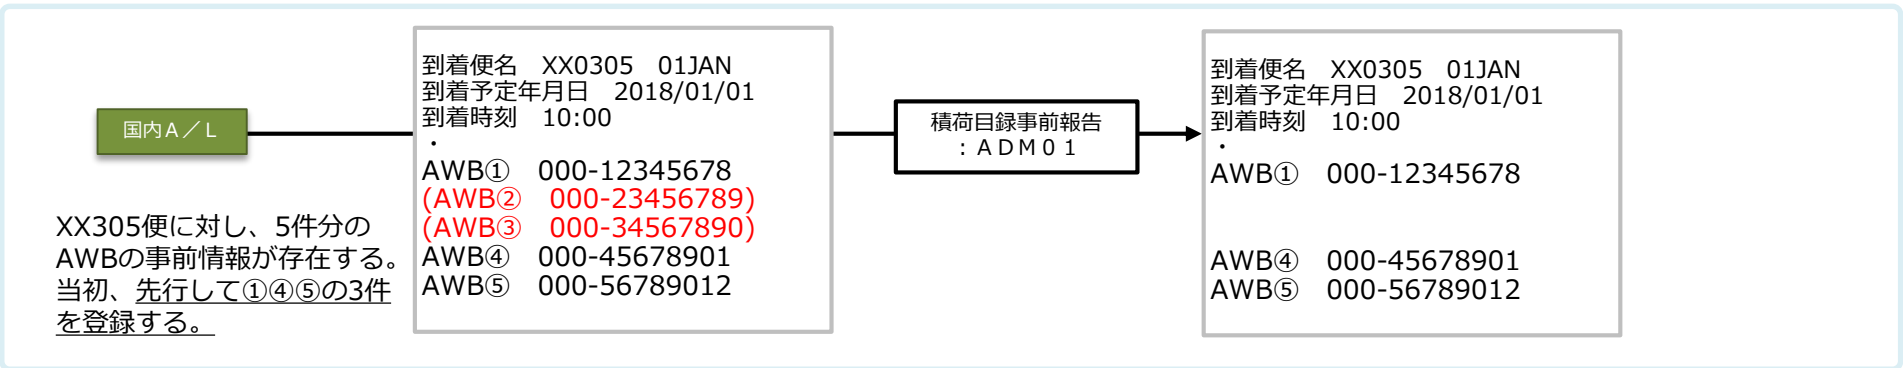 国内A／L
XX305便に対し、5件分の
AWBの事前情報が存在する。
当初、先行して①④⑤の3件
を登録する。
到着便名　XX0305　01JAN
到着予定年月日　2018/01/01
到着時刻　10:00
・
AWB①　000-12345678
(AWB②　000-23456789)
(AWB③　000-34567890)
AWB④　000-45678901
AWB⑤　000-56789012
積荷目録事前報告
：ＡＤＭ０１
到着便名　XX0305　01JAN
到着予定年月日　2018/01/01
到着時刻　10:00
・
AWB①　000-12345678
AWB④　000-45678901
AWB⑤　000-56789012